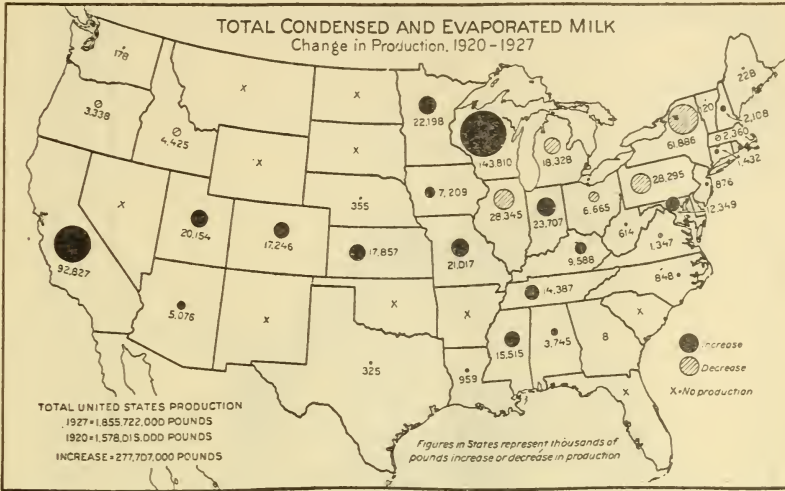 TOTAL CONDENSED AND EVAPORATED MILK
Change in Production, 1920-1927
178
3,338
4,425
X
X
X
X
X
22,198
143,810
18,328
228
20
2,108
61,886
2,360
1,432
876
28,295
2,349
355
7,209
28,345
23,707
6,665
614
1,347
92,827
20,154
17,246
17,857
21,017
9,588
848
14,387
5,076
X
X
X
325
959
15,515
3,745
8
X
X
Increase
Decrease
X=No production
TOTAL UNITED STATES PRODUCTION
1927=1,855,722,000 POUNDS
1920=1,578,015,000 POUNDS
INCREASE=277,707,000 POUNDS
Figures in States represent thousands of
pounds increase or decrease in production